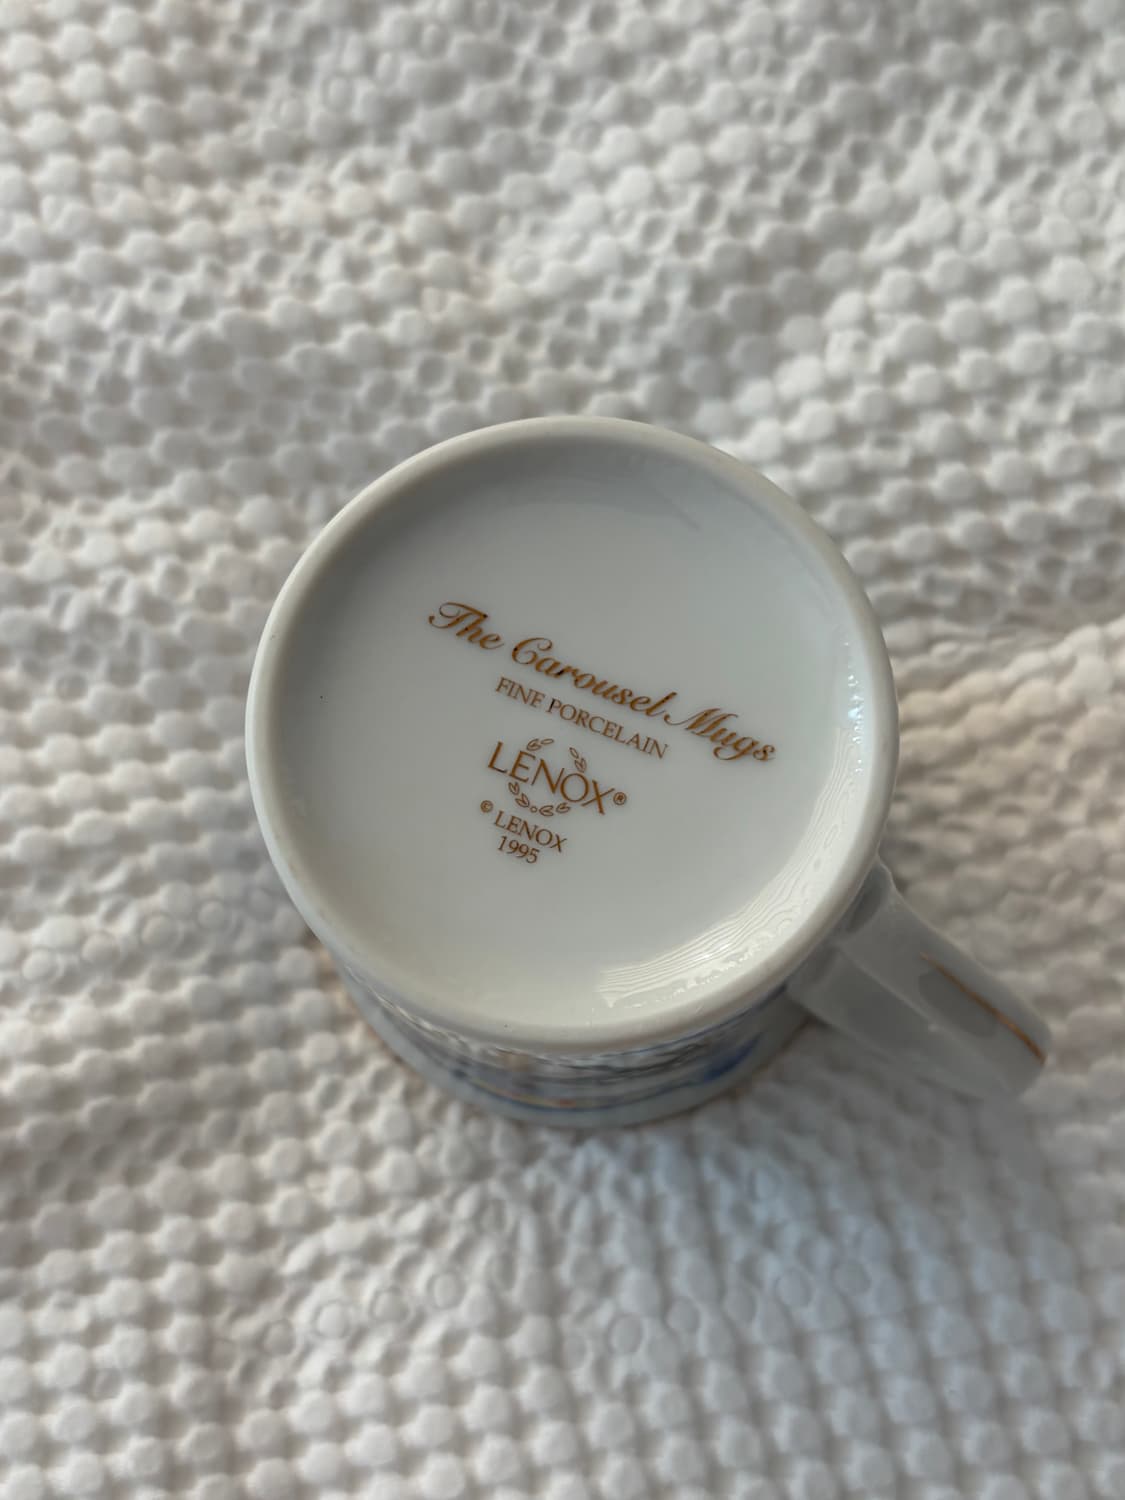 The Carousel Mugs
FINE PORCELAIN
LENOX®
© LENOX
1995